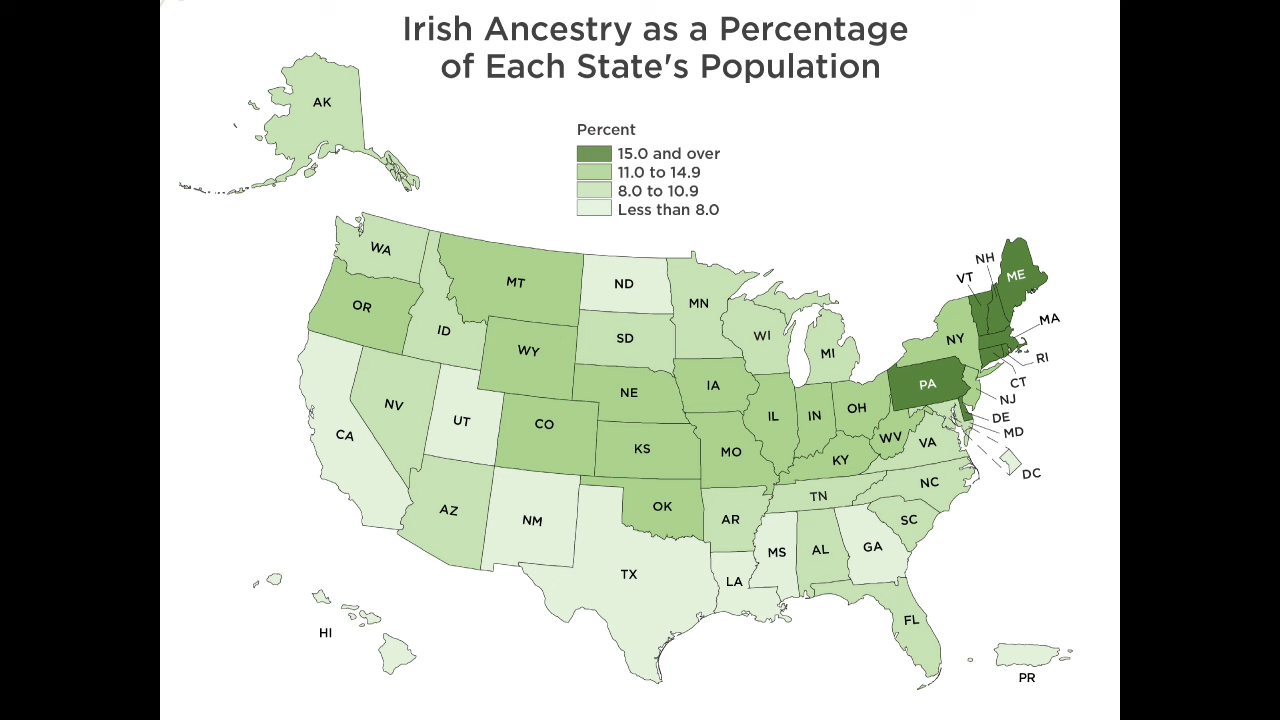 Irish Ancestry as a Percentage
of Each State's Population
AK
Percent
15.0 and over
11.0 to 14.9
8.0 to 10.9
Less than 8.0
WA
MT
ND
MN
OR
ID
WY
SD
WI
MI
NH
VT
ME
MA
NY
RI
CT
NJ
PA
DE
MD
DC
NV
UT
CO
NE
IA
IL
IN
OH
WV
VA
CA
KS
MO
KY
AZ
NM
OK
AR
TN
NC
SC
TX
LA
MS
AL
GA
FL
HI
PR